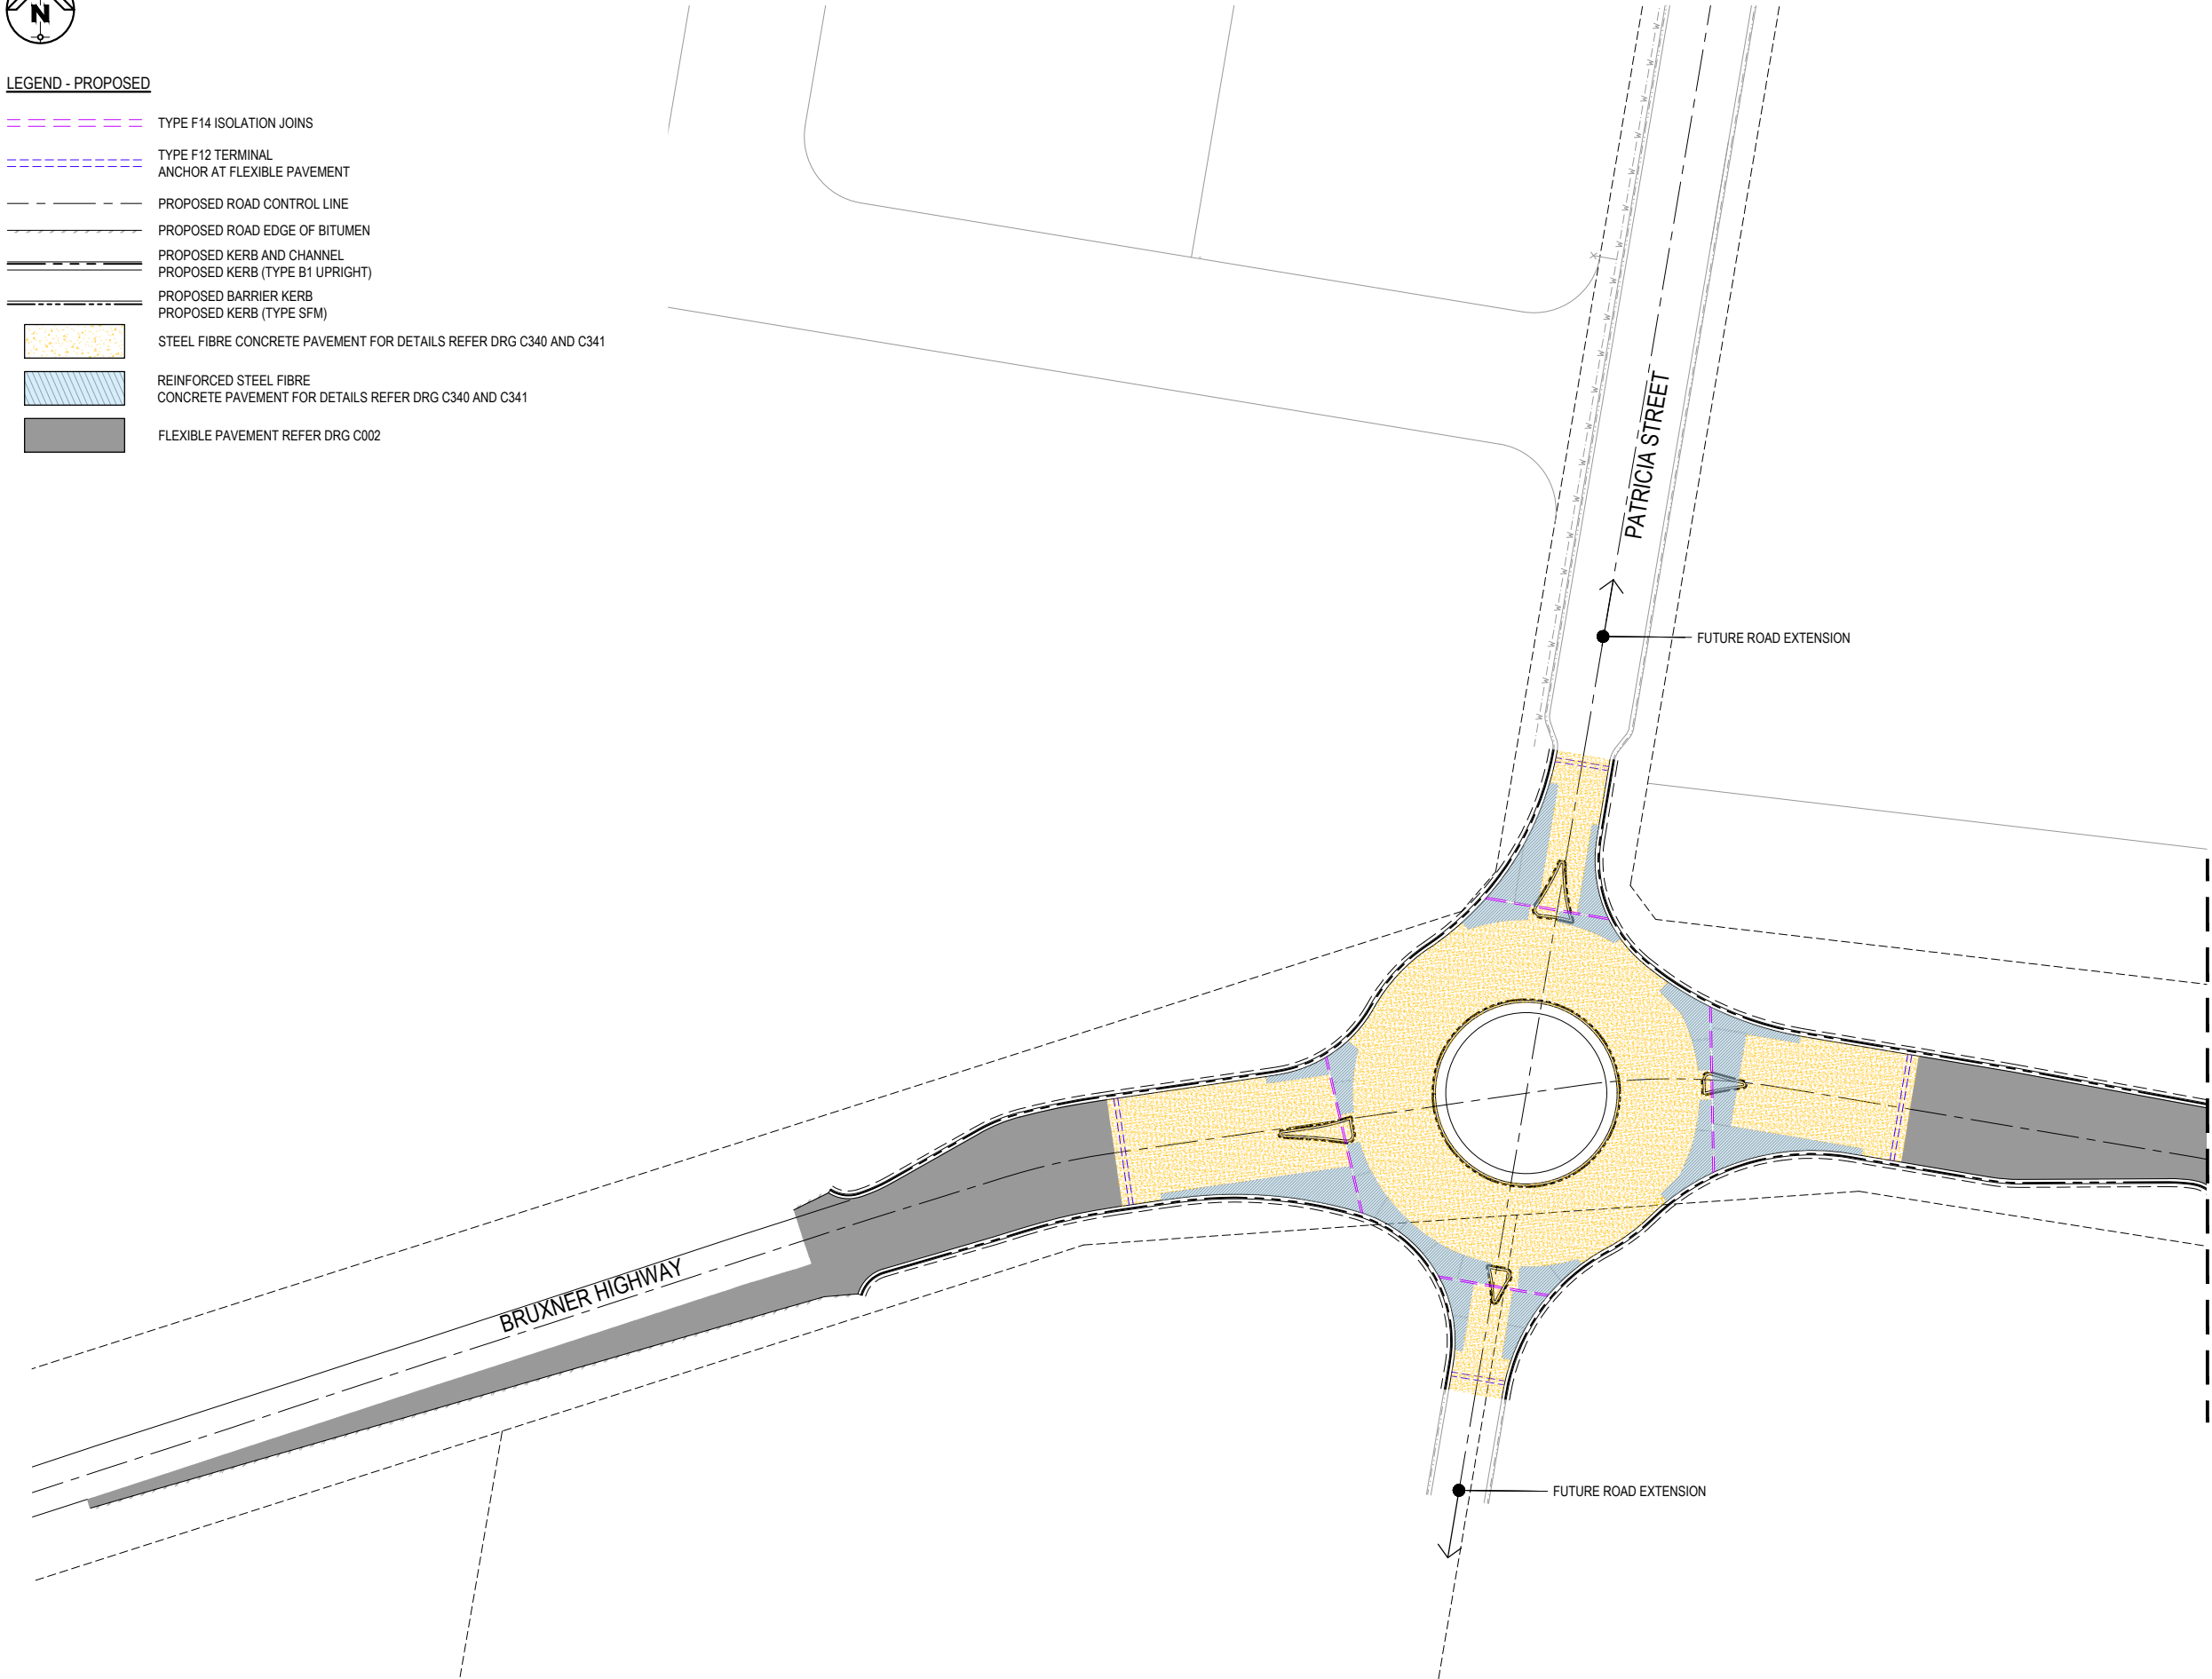 N
LEGEND - PROPOSED
TYPE F14 ISOLATION JOINS
TYPE F12 TERMINAL
ANCHOR AT FLEXIBLE PAVEMENT
PROPOSED ROAD CONTROL LINE
PROPOSED ROAD EDGE OF BITUMEN
PROPOSED KERB AND CHANNEL
PROPOSED KERB (TYPE B1 UPRIGHT)
PROPOSED BARRIER KERB
PROPOSED KERB (TYPE SFM)
STEEL FIBRE CONCRETE PAVEMENT FOR DETAILS REFER DRG C340 AND C341
REINFORCED STEEL FIBRE
CONCRETE PAVEMENT FOR DETAILS REFER DRG C340 AND C341
FLEXIBLE PAVEMENT REFER DRG C002
PATRICIA STREET
FUTURE ROAD EXTENSION
BRUXNER HIGHWAY
FUTURE ROAD EXTENSION